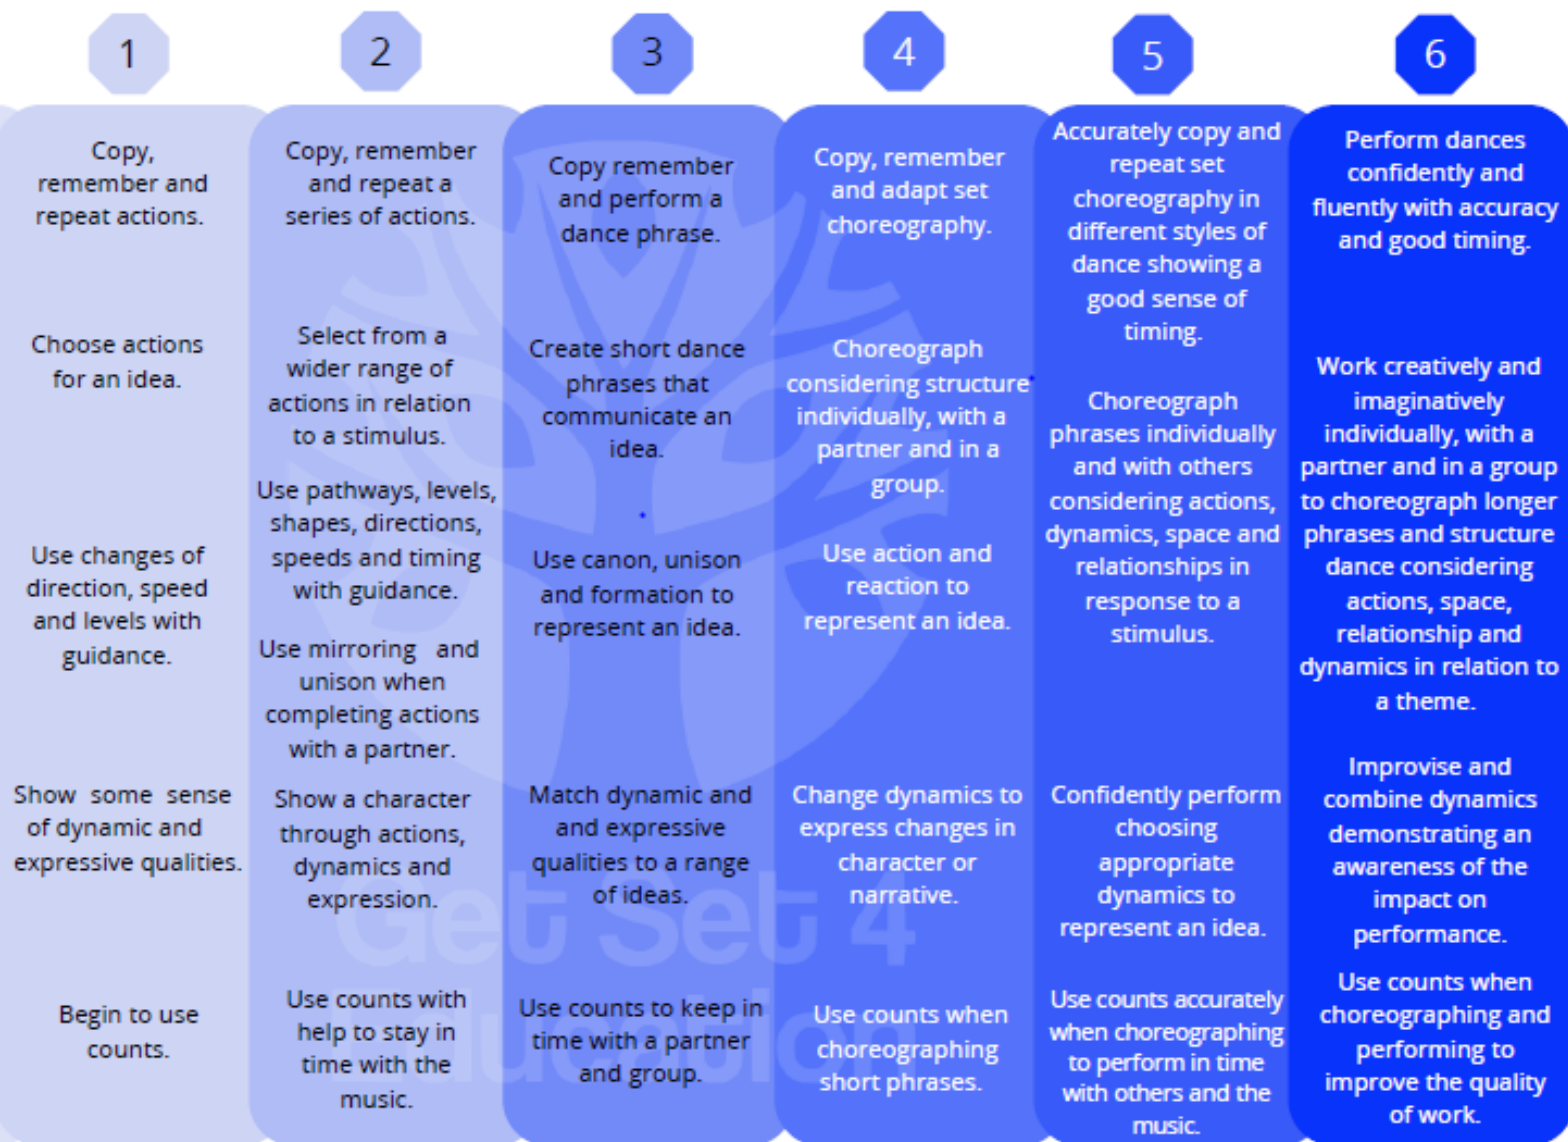 1
Copy,
remember and
repeat actions.
Choose actions
for an idea.
Use changes of
direction, speed
and levels with
guidance.
Show some sense
of dynamic and
expressive qualities.
Begin to use
counts.
2
Copy, remember
and repeat a
series of actions.
Select from a
wider range of
actions in relation
to a stimulus.
Use pathways, levels,
shapes, directions,
speeds and timing
with guidance.
Use mirroring and
unison when
completing actions
with a partner.
Show a character
through actions,
dynamics and
expression.
Use counts with
help to stay in
time with the
music.
3
Copy remember
and perform a
dance phrase.
Create short dance
phrases that
communicate an
idea.
Use canon, unison
and formation to
represent an idea.
Match dynamic and
and expressive
qualities to a range
of ideas.
Use counts to keep in
time with a partner
and group.
4
Copy, remember
and adapt set
choreography.
Choreograph
considering structure
individually, with a
partner and in a
group.
Use action and
reaction to
represent an idea.
Change dynamics to
express changes in
character or
narrative.
Use counts when
choreographing
short phrases.
5
Accurately copy and
repeat set
choreography in
different styles of
dance showing a
good sense of
timing.
Choreograph
phrases individually
and with others
considering actions,
dynamics, space and
relationships in
response to a
stimulus.
Confidently perform
choosing
appropriate
dynamics to
represent an idea.
Use counts accurately
when choreographing
to perform in time
with others and the
music.
6
Perform dances
confidently and
fluently with accuracy
and good timing.
Work creatively and
imaginatively
individually, with a
partner and in a group
to choreograph longer
phrases and structure
dance considering
actions, space,
relationship and
dynamics in relation to
a theme.
Improvise and
combine dynamics
demonstrating an
awareness of the
impact on
performance.
Use counts when
choreographing and
performing to
improve the quality
of work.
Get Set 4
Education